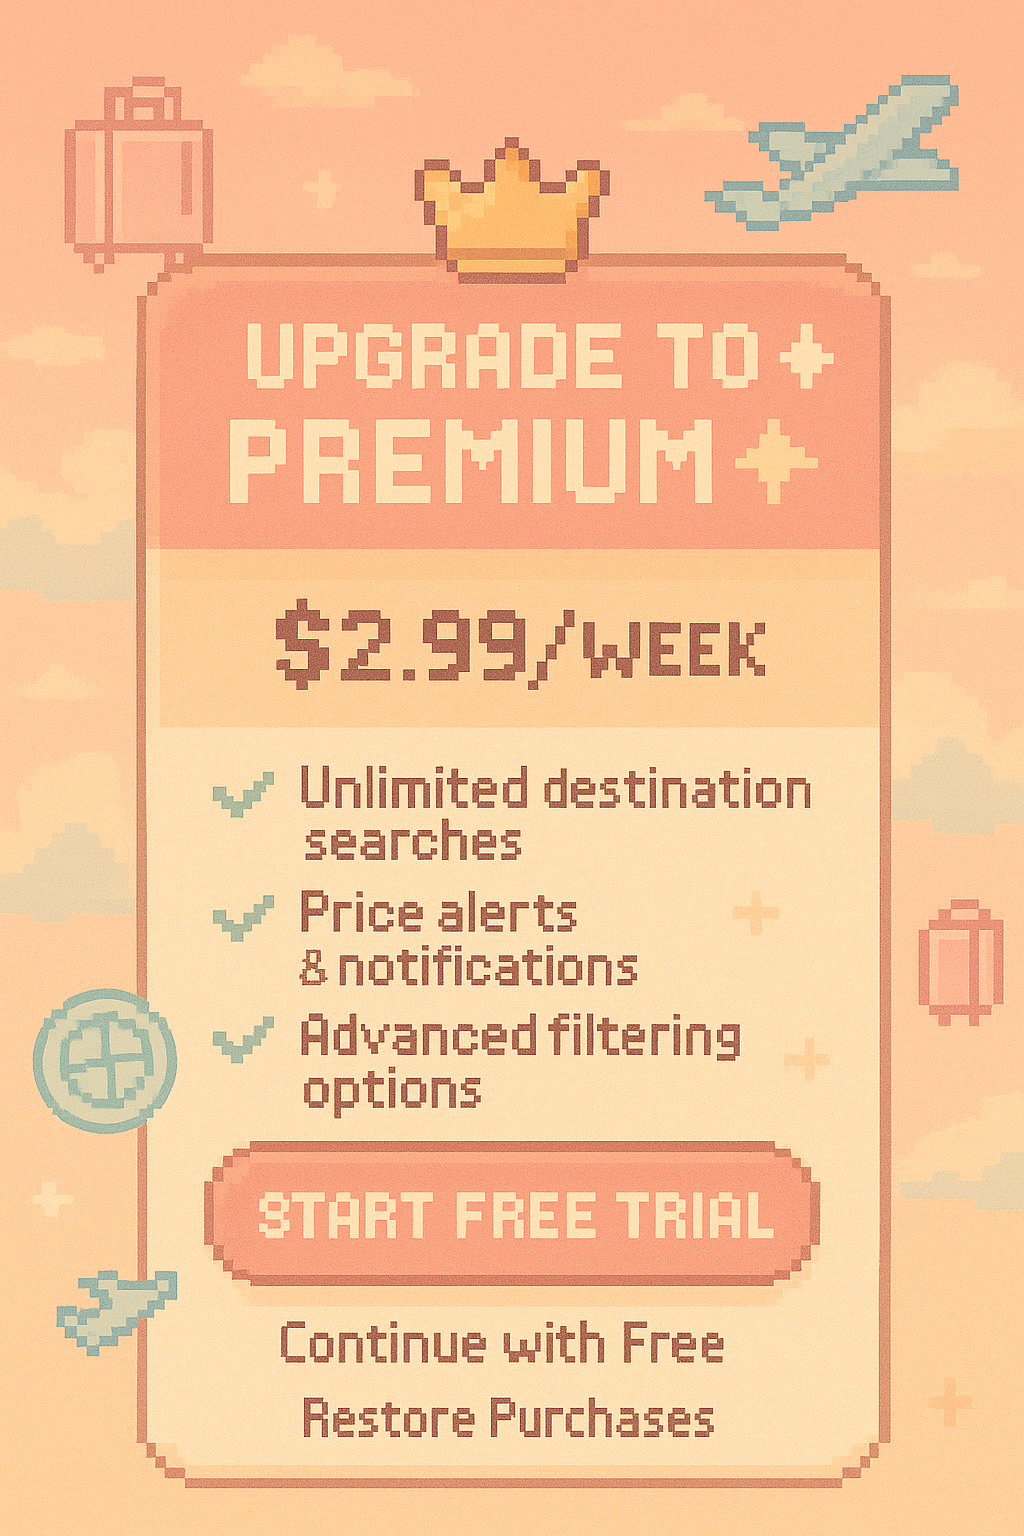 UPGRADE TO
PREMIUM
$2.99/WEEK
Unlimited destination
searches
Price alerts
& notifications
Advanced filtering
options
START FREE TRIAL
Continue with Free
Restore Purchases